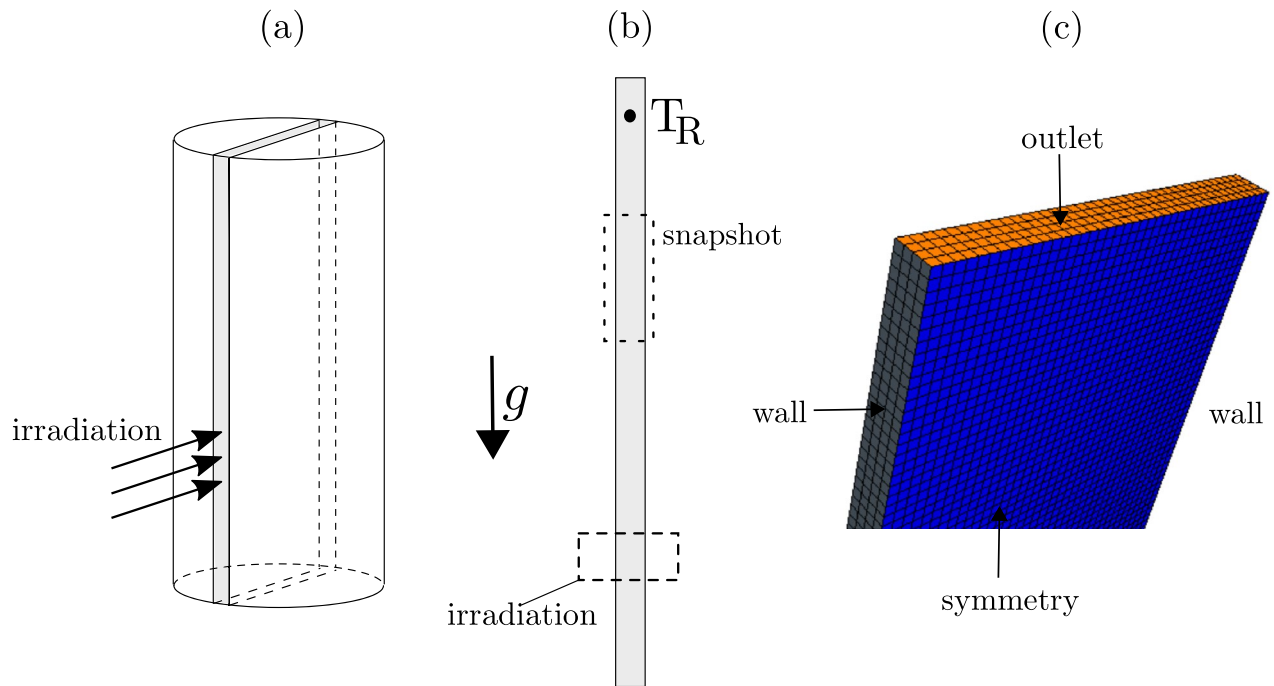 (a)
irradiation
(b)
T_R
snapshot
g
irradiation
(c)
outlet
wall
wall
symmetry